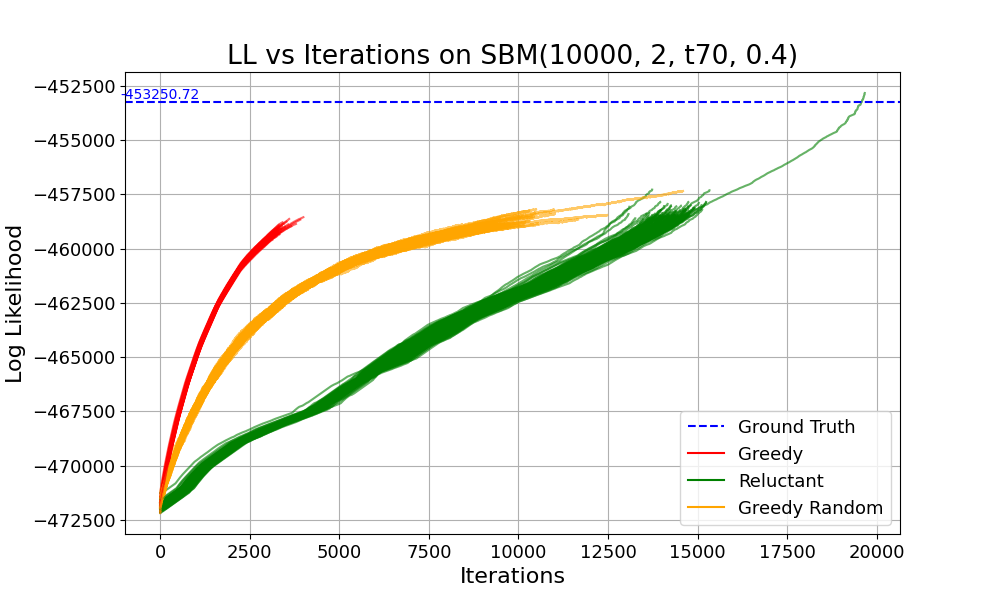 LL vs Iterations on SBM(10000, 2, t70, 0.4)
Log Likelihood
−452500
−455000
−457500
−460000
−462500
−465000
−467500
−470000
−472500
-453250.72
Ground Truth
Greedy
Reluctant
Greedy Random
0 2500 5000 7500 10000 12500 15000 17500 20000
Iterations